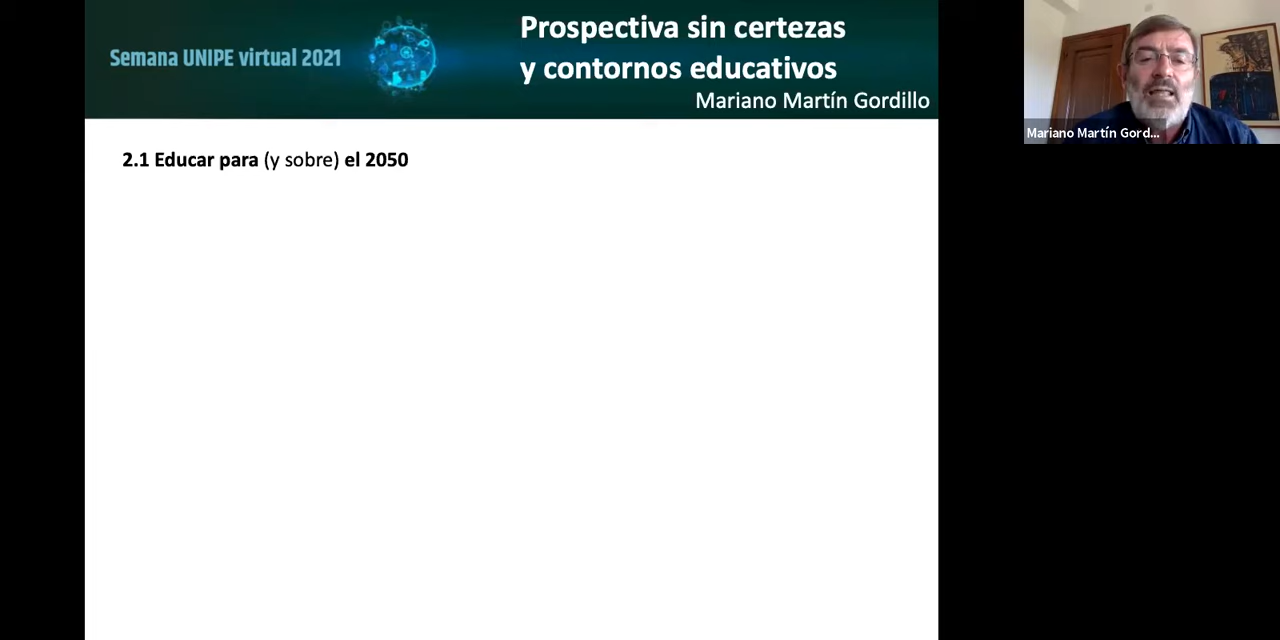 Semana UNIPE virtual 2021
Prospectiva sin certezas
y contornos educativos
Mariano Martín Gordillo
2.1 Educar para (y sobre) el 2050
Mariano Martín Gord...